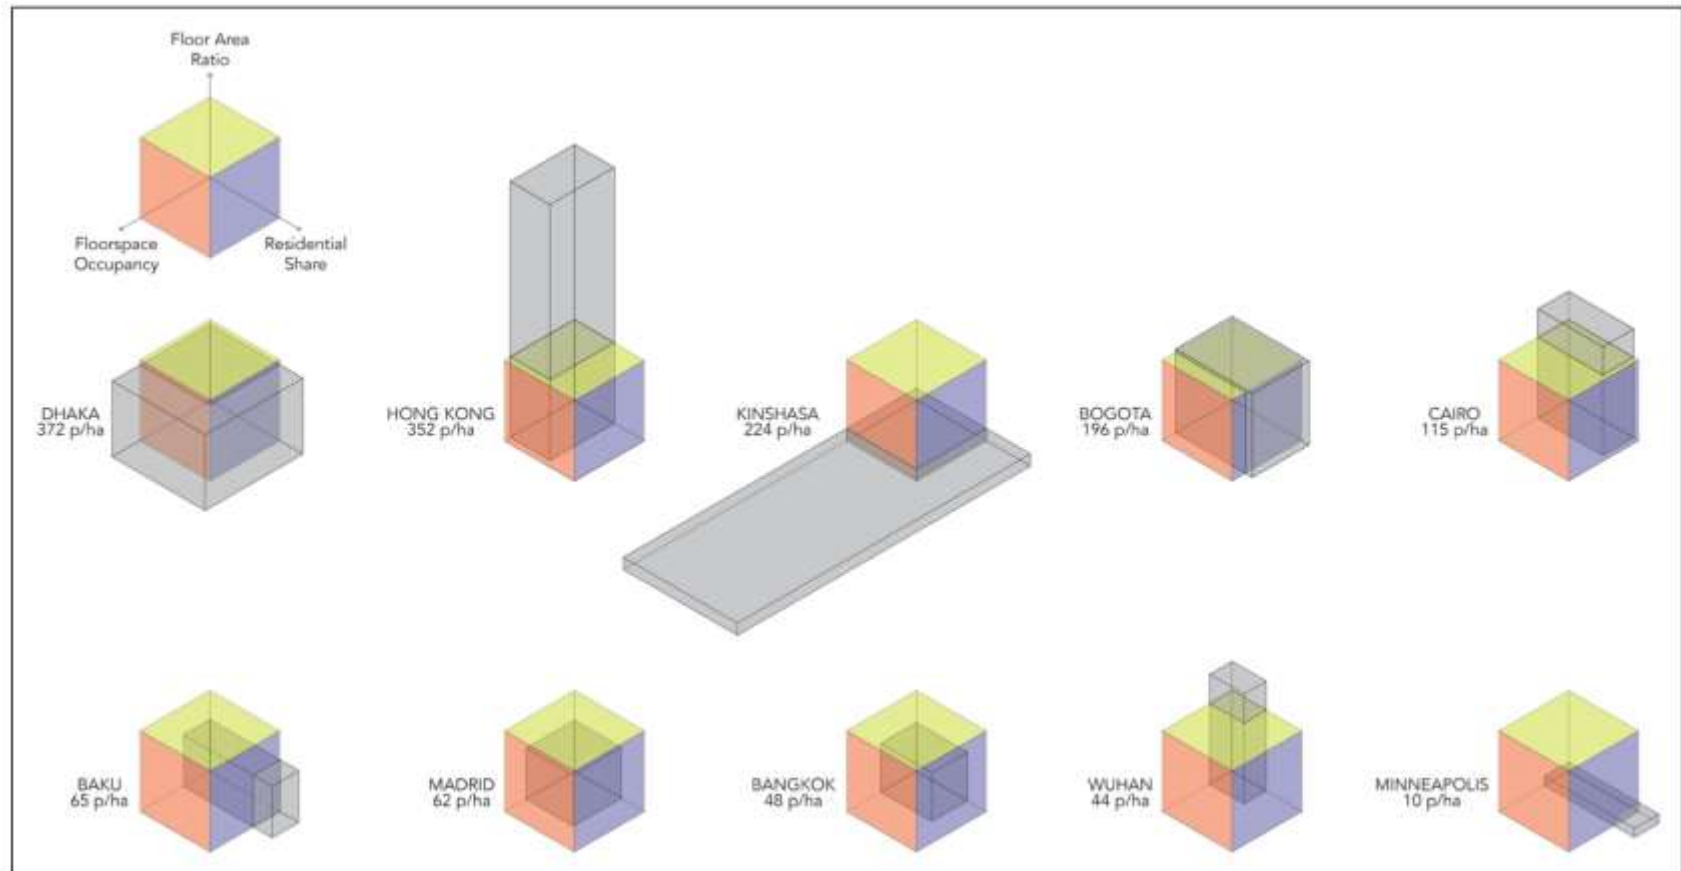 Floor Area
Ratio
Floorspace
Occupancy
Residential
Share
DHAKA
372 p/ha
HONG KONG
352 p/ha
KINSHASA
224 p/ha
BOGOTA
196 p/ha
CAIRO
115 p/ha
BAKU
65 p/ha
MADRID
62 p/ha
BANGKOK
48 p/ha
WUHAN
44 p/ha
MINNEAPOLIS
10 p/ha